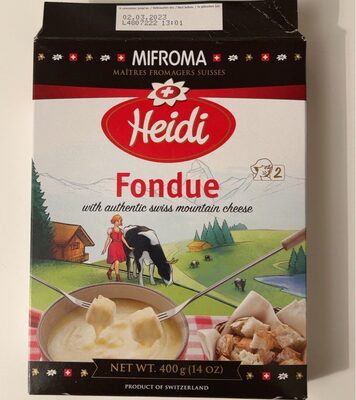 02.03.2023
L4807222 13:01
MIFROMA
MAÎTRES FROMAGERS SUISSES
Heidi
Fondue
2
with authentic swiss mountain cheese
NET WT. 400g (14 OZ)
PRODUCT OF SWITZERLAND